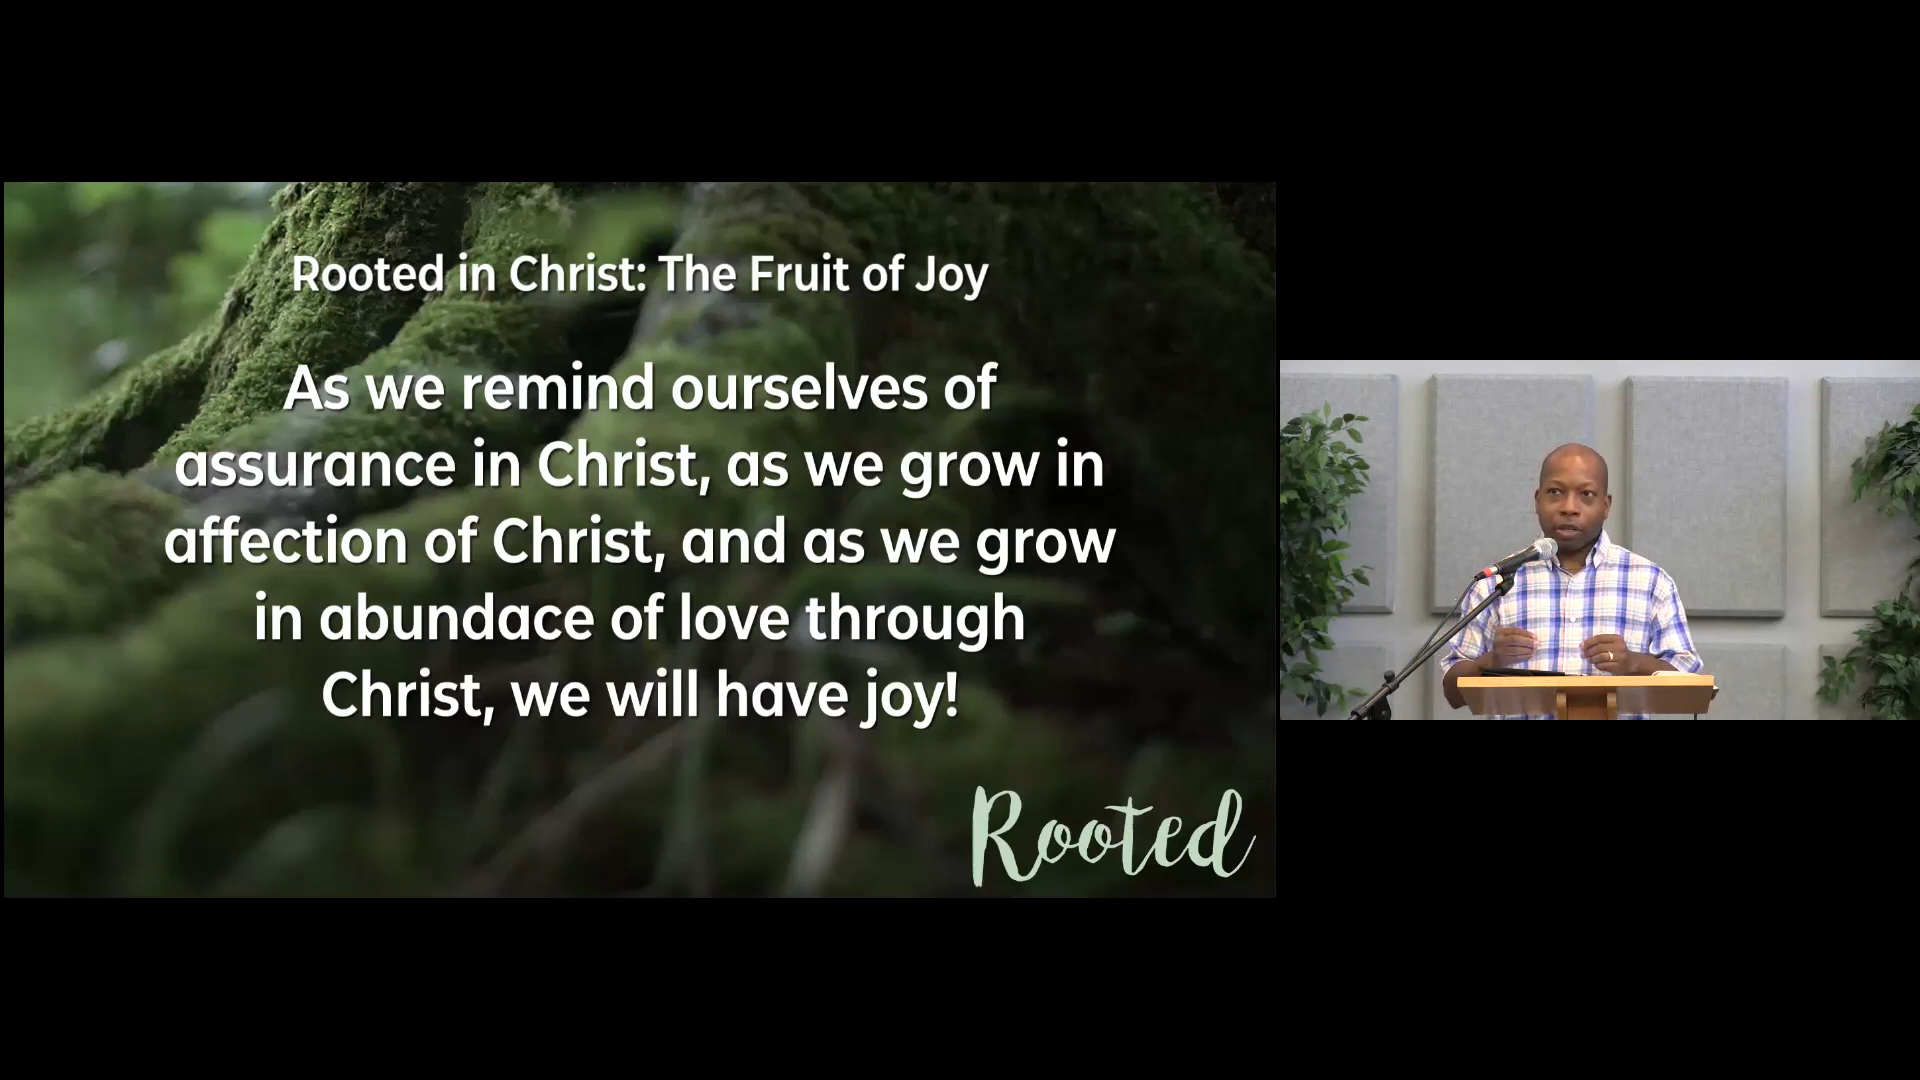 Rooted in Christ: The Fruit of Joy
As we remind ourselves of
assurance in Christ, as we grow in
affection of Christ, and as we grow
in abundace of love through
Christ, we will have joy!
Rooted